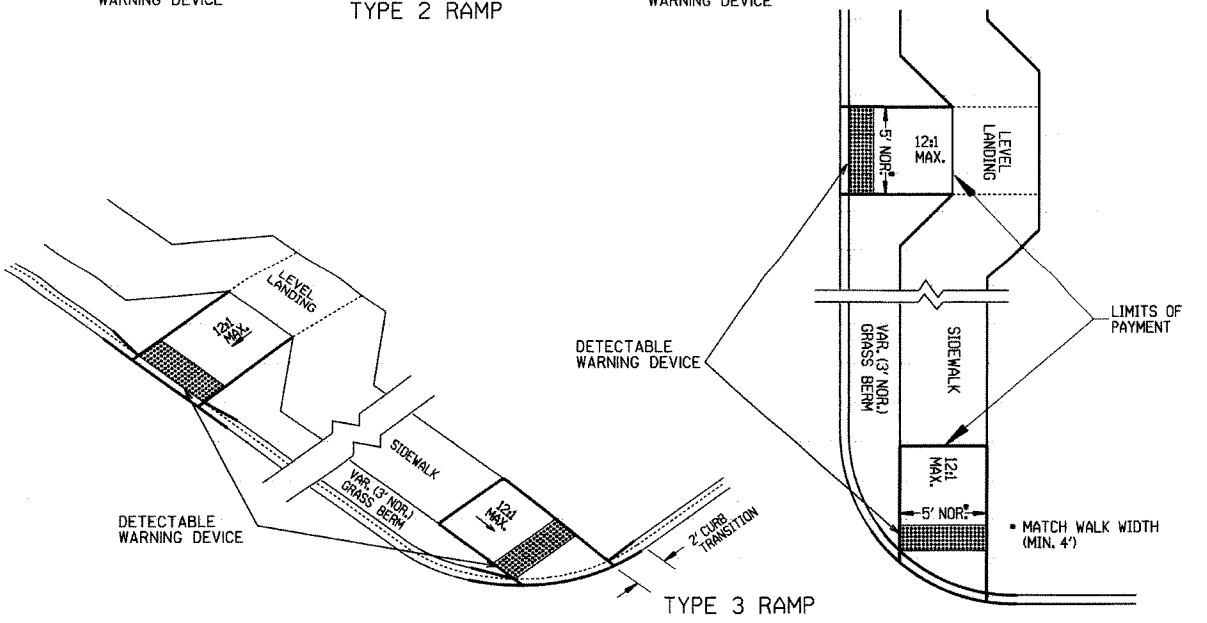 WARNING DEVICE
TYPE 2 RAMP
WARNING DEVICE
LEVEL
LANDING
12:1
MAX.
5' NOR.*
12:1
MAX.
LEVEL
LANDING
LIMITS OF
PAYMENT
DETECTABLE
WARNING DEVICE
VAR. (3' NOR.)
GRASS BERM
SIDEWALK
SIDEWALK
VAR. (3' NOR.)
GRASS BERM
12:1
MAX.
12:1
MAX.
5' NOR.*
* MATCH WALK WIDTH
(MIN. 4')
DETECTABLE
WARNING DEVICE
2' CURB
TRANSITION
TYPE 3 RAMP